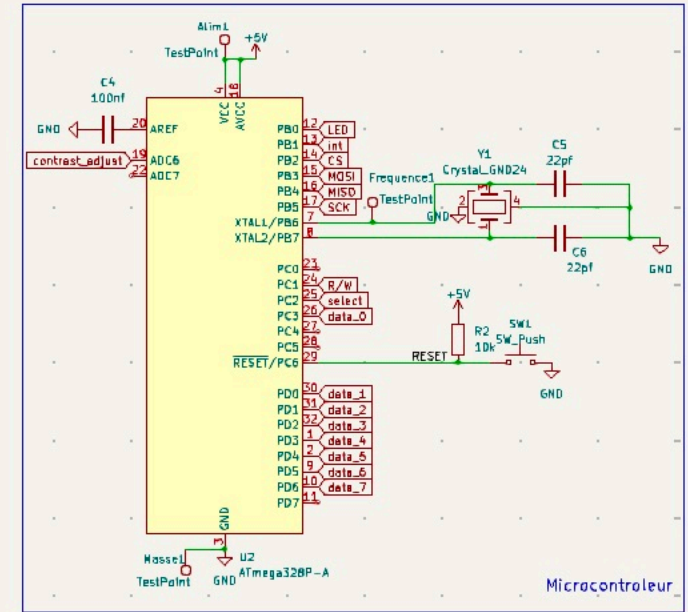 Alim1
TestPoint
+5V
C4
100nf
GND
4
16
VCC
AVCC
20
AREF
contrast_adjust
19
ADC6
22
ADC7
PB0
12
LED
PB1
13
int
PB2
14
CS
PB3
15
MOSI
PB4
16
MISO
PB5
17
SCK
XTAL1/PB6
7
XTAL2/PB7
8
Frequence1
TestPoint
Y1
Crystal_GND24
GND
2
3
4
1
C5
22pf
C6
22pf
GND
PC0
23
PC1
24
R/W
PC2
25
select
PC3
26
data_0
PC4
27
PC5
28
RESET/PC6
29
RESET
+5V
R2
10k
SW1
SW_Push
GND
PD0
30
data_1
PD1
31
data_2
PD2
32
data_3
PD3
1
data_4
PD4
2
data_5
PD5
9
data_6
PD6
10
data_7
PD7
11
GND
3
Masse1
TestPoint
GND
U2
ATmega328P-A
Microcontroleur